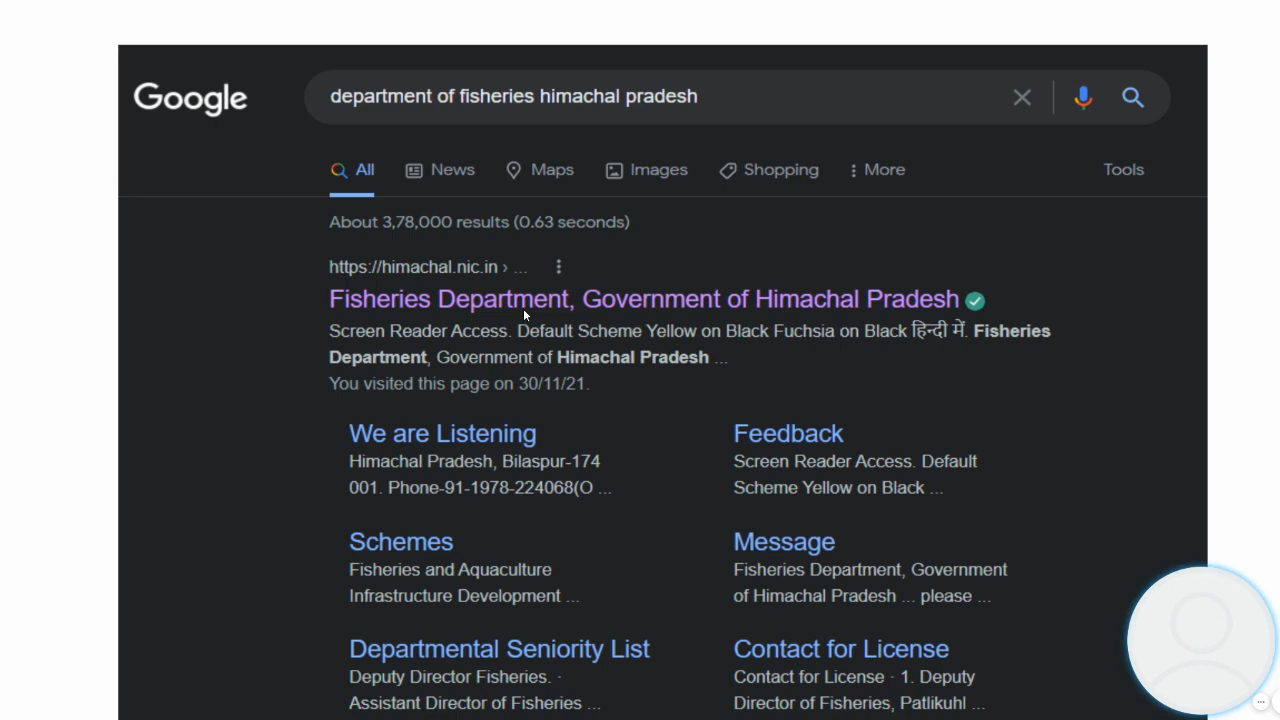 Google
department of fisheries himachal pradesh
All News Maps Images Shopping More Tools
About 3,78,000 results (0.63 seconds)
https://himachal.nic.in › ...
Fisheries Department, Government of Himachal Pradesh
Screen Reader Access. Default Scheme Yellow on Black Fuchsia on Black हिन्दी में. Fisheries
Department, Government of Himachal Pradesh ...
You visited this page on 30/11/21.
We are Listening
Himachal Pradesh, Bilaspur-174
001. Phone-91-1978-224068(O ...
Feedback
Screen Reader Access. Default
Scheme Yellow on Black ...
Schemes
Fisheries and Aquaculture
Infrastructure Development ...
Message
Fisheries Department, Government
of Himachal Pradesh ... please ...
Departmental Seniority List
Deputy Director Fisheries. ·
Assistant Director of Fisheries ...
Contact for License
Contact for License · 1. Deputy
Director of Fisheries, Patlikuhl ...